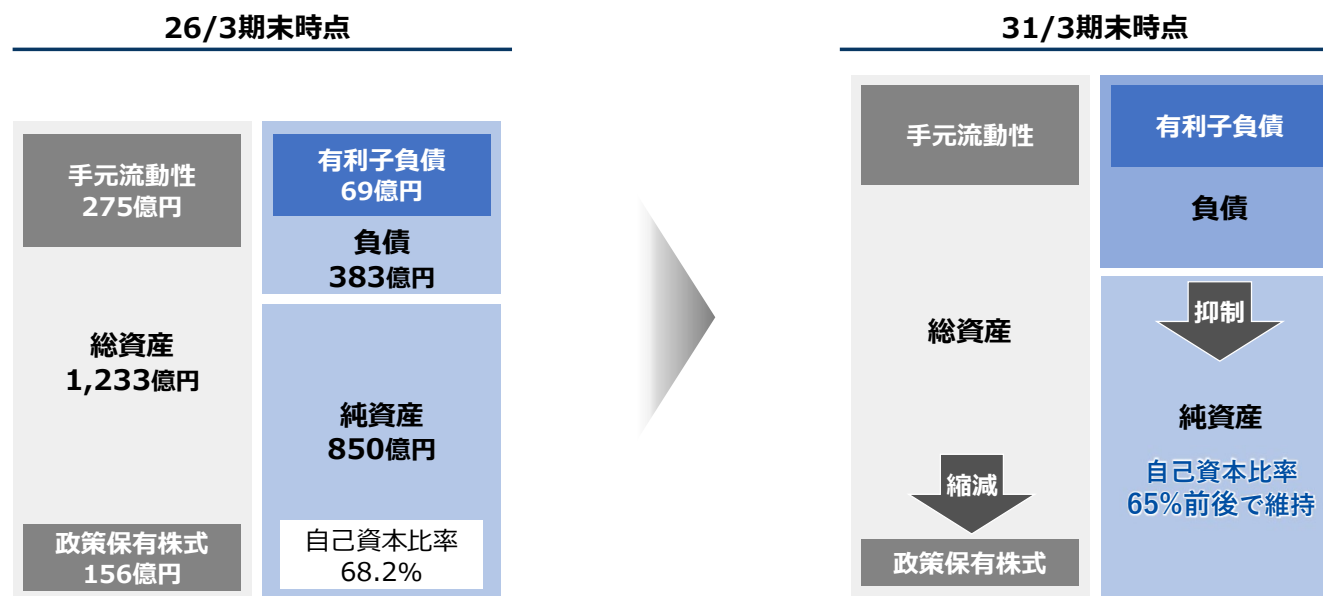 26/3期末時点
手元流動性
275億円
総資産
1,233億円
政策保有株式
156億円
有利子負債
69億円
負債
383億円
純資産
850億円
自己資本比率
68.2%
31/3期末時点
手元流動性
総資産
縮減
政策保有株式
有利子負債
負債
抑制
純資産
自己資本比率
65%前後で維持